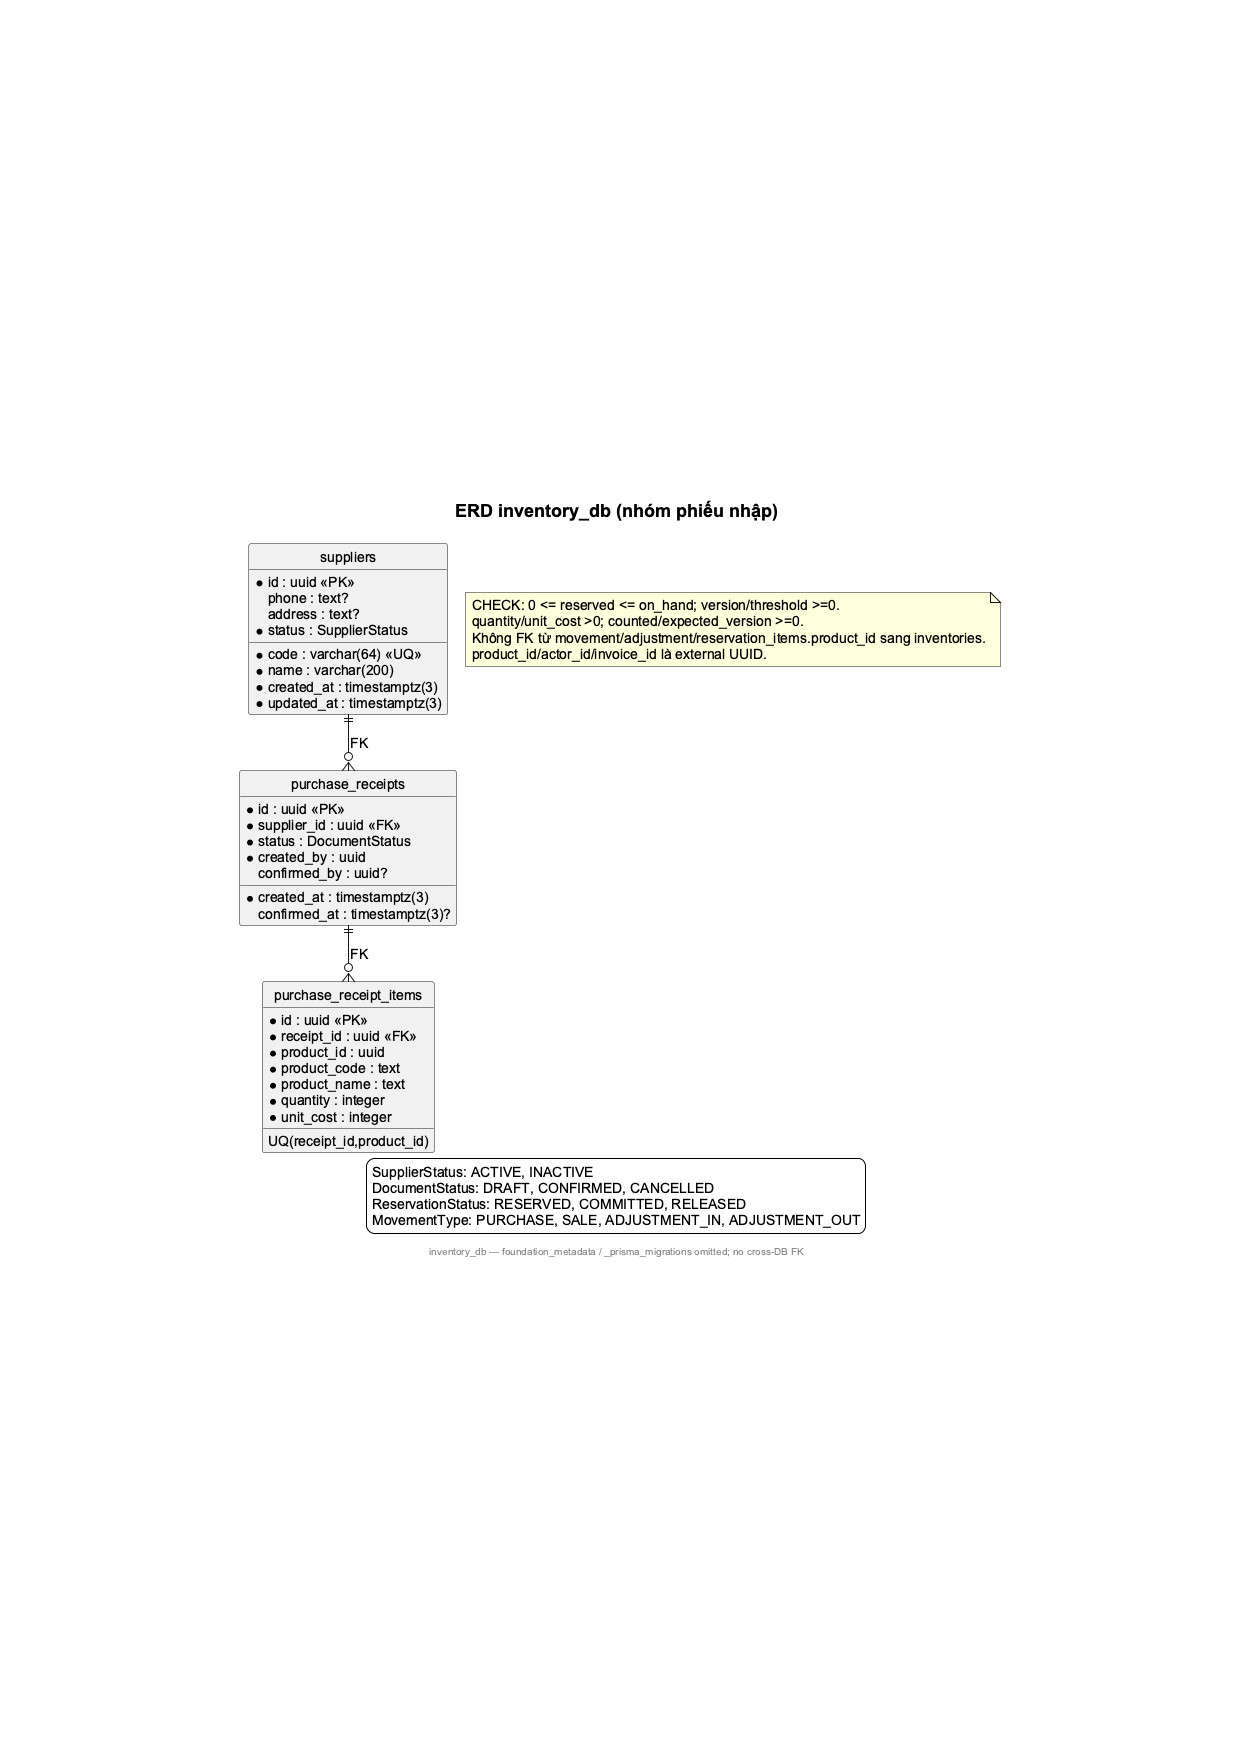 ERD inventory_db (nhóm phiếu nhập)
suppliers
id : uuid «PK»
phone : text?
address : text?
status : SupplierStatus
code : varchar(64) «UQ»
name : varchar(200)
created_at : timestamptz(3)
updated_at : timestamptz(3)
CHECK: 0 <= reserved <= on_hand; version/threshold >=0.
quantity/unit_cost >0; counted/expected_version >=0.
Không FK từ movement/adjustment/reservation_items.product_id sang inventories.
product_id/actor_id/invoice_id là external UUID.
FK
purchase_receipts
id : uuid «PK»
supplier_id : uuid «FK»
status : DocumentStatus
created_by : uuid
confirmed_by : uuid?
created_at : timestamptz(3)
confirmed_at : timestamptz(3)?
FK
purchase_receipt_items
id : uuid «PK»
receipt_id : uuid «FK»
product_id : uuid
product_code : text
product_name : text
quantity : integer
unit_cost : integer
UQ(receipt_id,product_id)
SupplierStatus: ACTIVE, INACTIVE
DocumentStatus: DRAFT, CONFIRMED, CANCELLED
ReservationStatus: RESERVED, COMMITTED, RELEASED
MovementType: PURCHASE, SALE, ADJUSTMENT_IN, ADJUSTMENT_OUT
inventory_db — foundation_metadata / _prisma_migrations omitted; no cross-DB FK